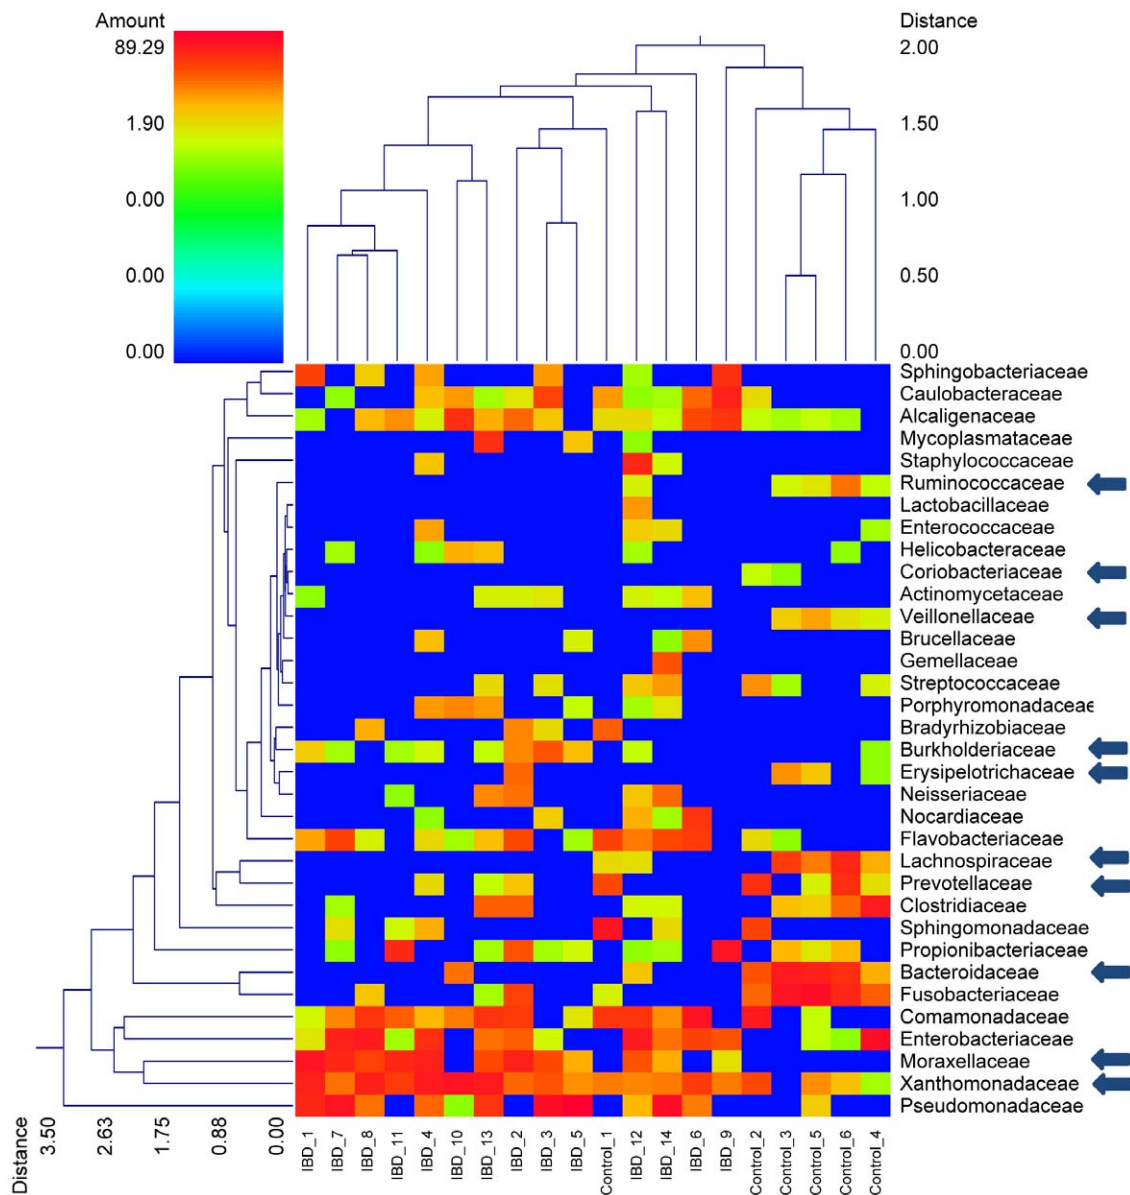 Amount
89.29
1.90
0.00
0.00
0.00
Distance
2.00
1.50
1.00
0.50
0.00
Sphingobacteriaceae
Caulobacteraceae
Alcaligenaceae
Mycoplasmataceae
Staphylococcaceae
Ruminococcaceae
Lactobacillaceae
Enterococcaceae
Helicobacteraceae
Coriobacteriaceae
Actinomycetaceae
Veillonellaceae
Brucellaceae
Gemellaceae
Streptococcaceae
Porphyromonadaceae
Bradyrhizobiaceae
Burkholderiaceae
Erysipelotrichaceae
Neisseriaceae
Nocardiaceae
Flavobacteriaceae
Lachnospiraceae
Prevotellaceae
Clostridiaceae
Sphingomonadaceae
Propionibacteriaceae
Bacteroidaceae
Fusobacteriaceae
Comamonadaceae
Enterobacteriaceae
Moraxellaceae
Xanthomonadaceae
Pseudomonadaceae
Distance
3.50
2.63
1.75
0.88
0.00
IBD_1
IBD_7
IBD_8
IBD_11
IBD_4
IBD_10
IBD_13
IBD_2
IBD_3
IBD_5
Control_1
IBD_12
IBD_14
IBD_6
IBD_9
Control_2
Control_3
Control_5
Control_6
Control_4